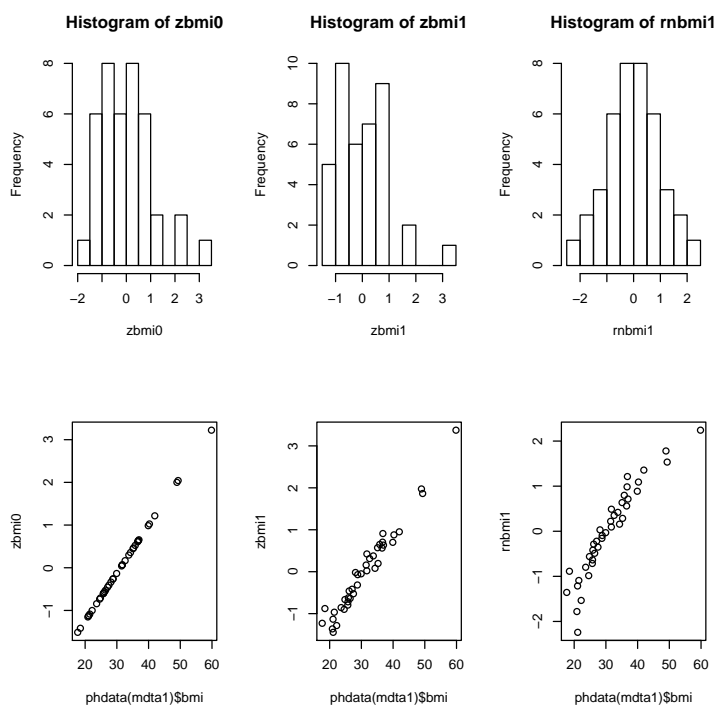 Histogram of zbmi0
Frequency
0 2 4 6 8
−2 0 1 2 3
zbmi0
Histogram of zbmi1
Frequency
0 2 4 6 8 10
−1 0 1 2 3
zbmi1
Histogram of rnbmi1
Frequency
0 2 4 6 8
−2 0 1 2
rnbmi1
zbmi0
−1 0 1 2 3
20 30 40 50 60
phdata(mdta1)$bmi
zbmi1
−1 0 1 2 3
20 30 40 50 60
phdata(mdta1)$bmi
rnbmi1
−2 −1 0 1 2
20 30 40 50 60
phdata(mdta1)$bmi